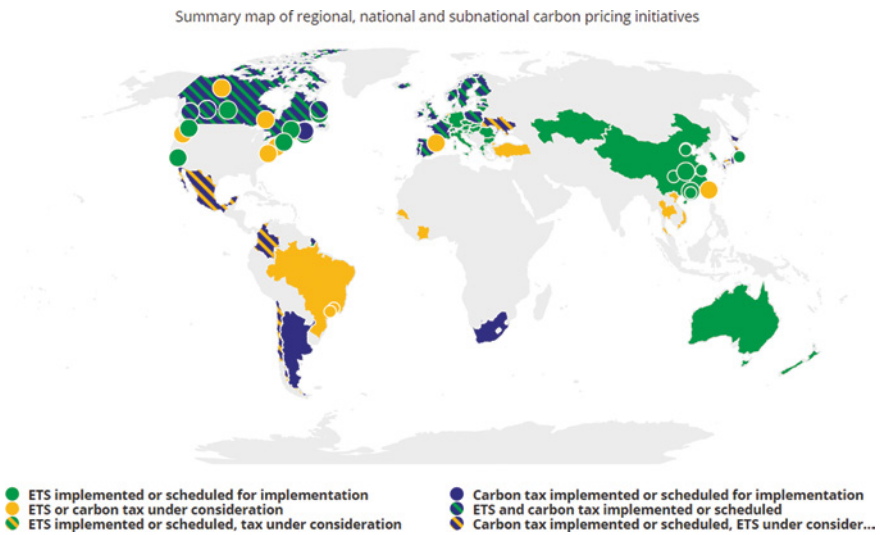 Summary map of regional, national and subnational carbon pricing initiatives
ETS implemented or scheduled for implementation
ETS or carbon tax under consideration
ETS implemented or scheduled, tax under consideration
Carbon tax implemented or scheduled for implementation
ETS and carbon tax implemented or scheduled
Carbon tax implemented or scheduled, ETS under consider...